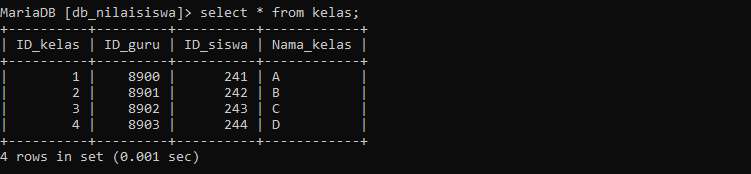 MariaDB [db_nilaisiswa]> select * from kelas;
+----------+---------+----------+------------+
| ID_kelas | ID_guru | ID_siswa | Nama_kelas |
+----------+---------+----------+------------+
|        1 |    8900 |      241 | A          |
|        2 |    8901 |      242 | B          |
|        3 |    8902 |      243 | C          |
|        4 |    8903 |      244 | D          |
+----------+---------+----------+------------+
4 rows in set (0.001 sec)